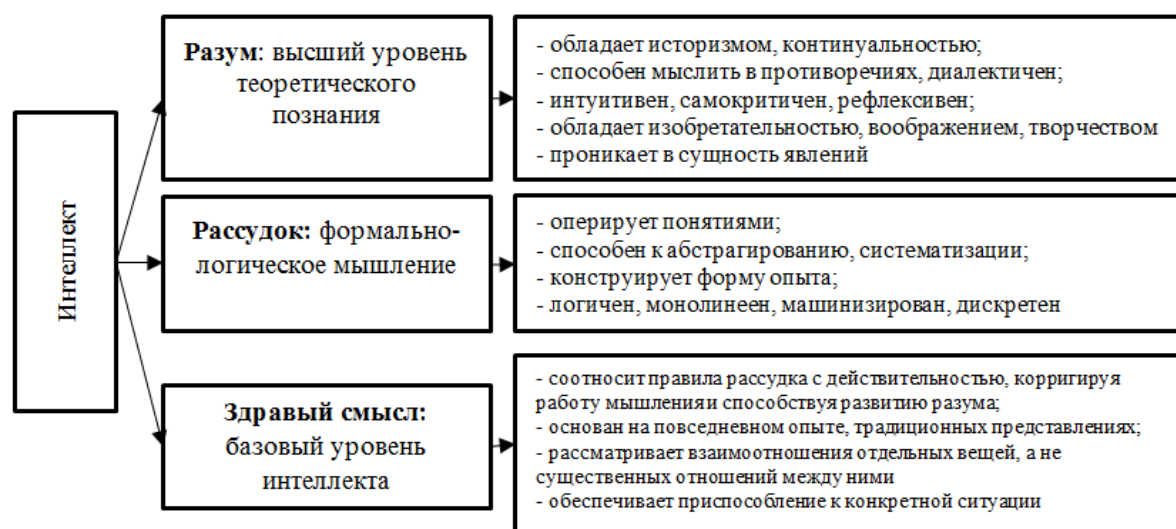 Интеллект
Разум: высший уровень
теоретического
познания
- обладает историзмом, континуальностью;
- способен мыслить в противоречиях, диалектичен;
- интуитивен, самокритичен, рефлексивен;
- обладает изобретательностью, воображением, творчеством
- проникает в сущность явлений
Рассудок: формально-
логическое мышление
- оперирует понятиями;
- способен к абстрагированию, систематизации;
- конструирует форму опыта;
- логичен, монолинеен, машинизирован, дискретен
Здравый смысл:
базовый уровень
интеллекта
- соотносит правила рассудка с действительностью, корригируя
работу мышления и способствуя развитию разума;
- основан на повседневном опыте, традиционных представлениях;
- рассматривает взаимоотношения отдельных вещей, а не
существенных отношений между ними
- обеспечивает приспособление к конкретной ситуации